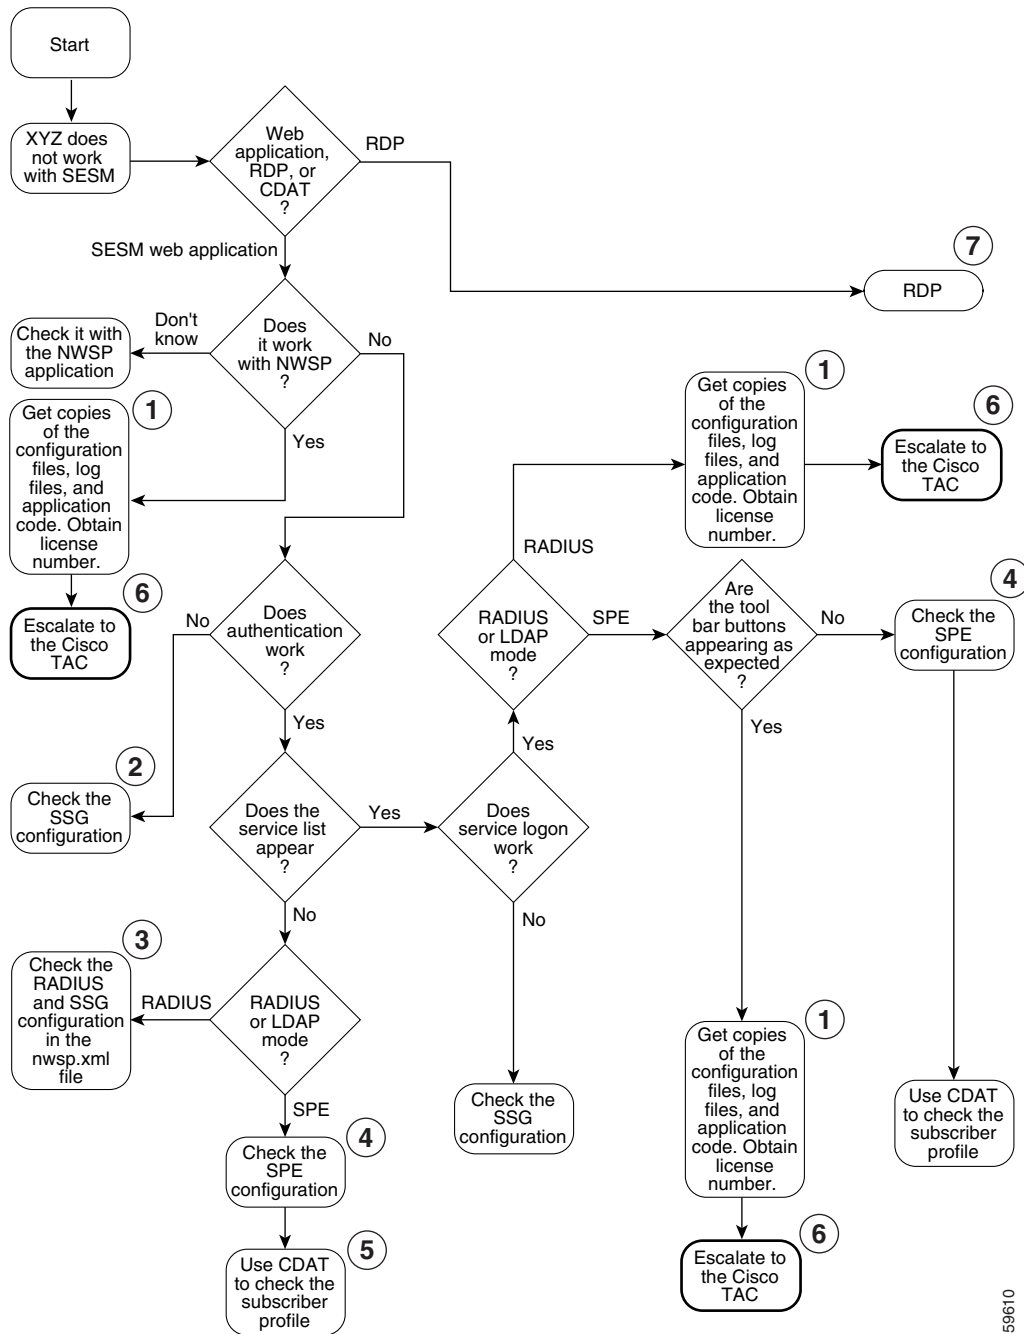 Start
XYZ does
not work
with SESM
Web
application,
RDP, or
CDAT
?
RDP
SESM web application
7
RDP
Does
it work
with NWSP
?
Don't
know
No
Check it with
the NWSP
application
Yes
1
Get copies
of the
configuration
files, log
files, and
application
code. Obtain
license
number.
6
Escalate to
the Cisco
TAC
Does
authentication
work
?
No
Yes
2
Check the
SSG
configuration
Does the
service list
appear
?
Yes
No
Does
service logon
work
?
Yes
No
Check the
SSG
configuration
RADIUS
or LDAP
mode
?
RADIUS
SPE
1
Get copies
of the
configuration
files, log
files, and
application
code. Obtain
license
number.
6
Escalate to
the Cisco
TAC
Are
the tool
bar buttons
appearing as
expected
?
No
Yes
4
Check the
SPE
configuration
Use CDAT
to check the
subscriber
profile
1
Get copies
of the
configuration
files, log
files, and
application
code. Obtain
license
number.
6
Escalate to
the Cisco
TAC
RADIUS
or LDAP
mode
?
RADIUS
SPE
3
Check the
RADIUS
and SSG
configuration
in the
nwsp.xml
file
4
Check the
SPE
configuration
5
Use CDAT
to check the
subscriber
profile
59610